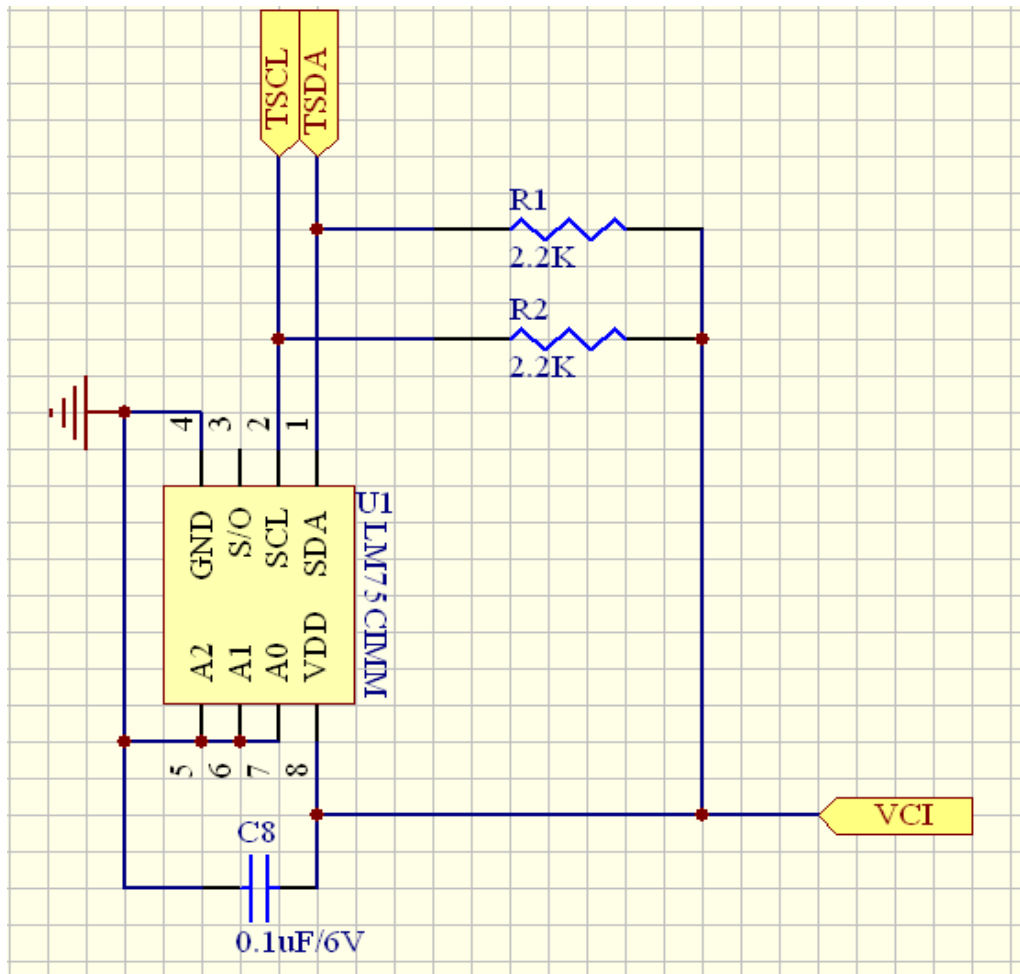 TSCL
TSDA
R1
2.2K
R2
2.2K
4
3
2
1
U1
LM75CIMM
GND
S/O
SCL
SDA
A2
A1
A0
VDD
5
6
7
8
VCI
C8
0.1uF/6V